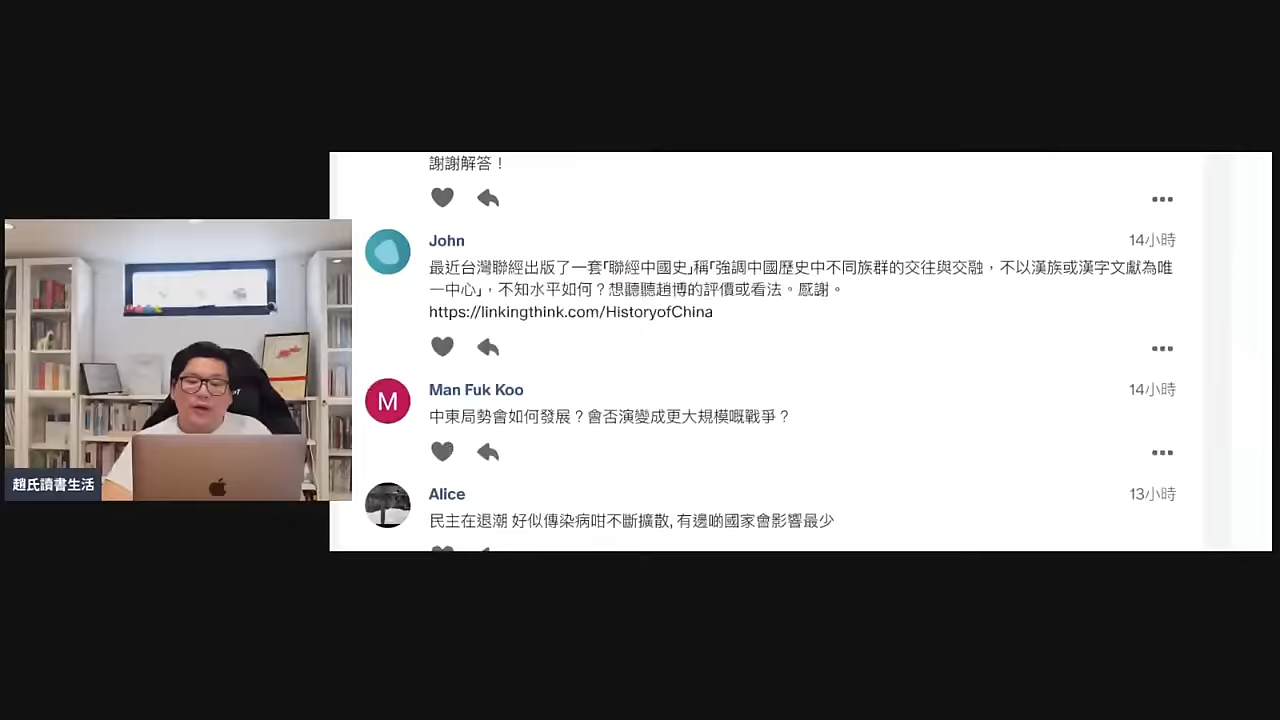 謝謝解答！
John
14小時
最近台灣聯經出版了一套「聯經中國史」稱「強調中國歷史中不同族群的交往與交融，不以漢族或漢字文獻為唯
一中心」，不知水平如何？想聽聽趙博的評價或看法。感謝。
https://linkingthink.com/HistoryofChina
M
Man Fuk Koo
14小時
中東局勢會如何發展？會否演變成更大規模嘅戰爭？
Alice
13小時
民主在退潮 好似傳染病咁不斷擴散, 有邊啲國家會影響最少
趙氏讀書生活